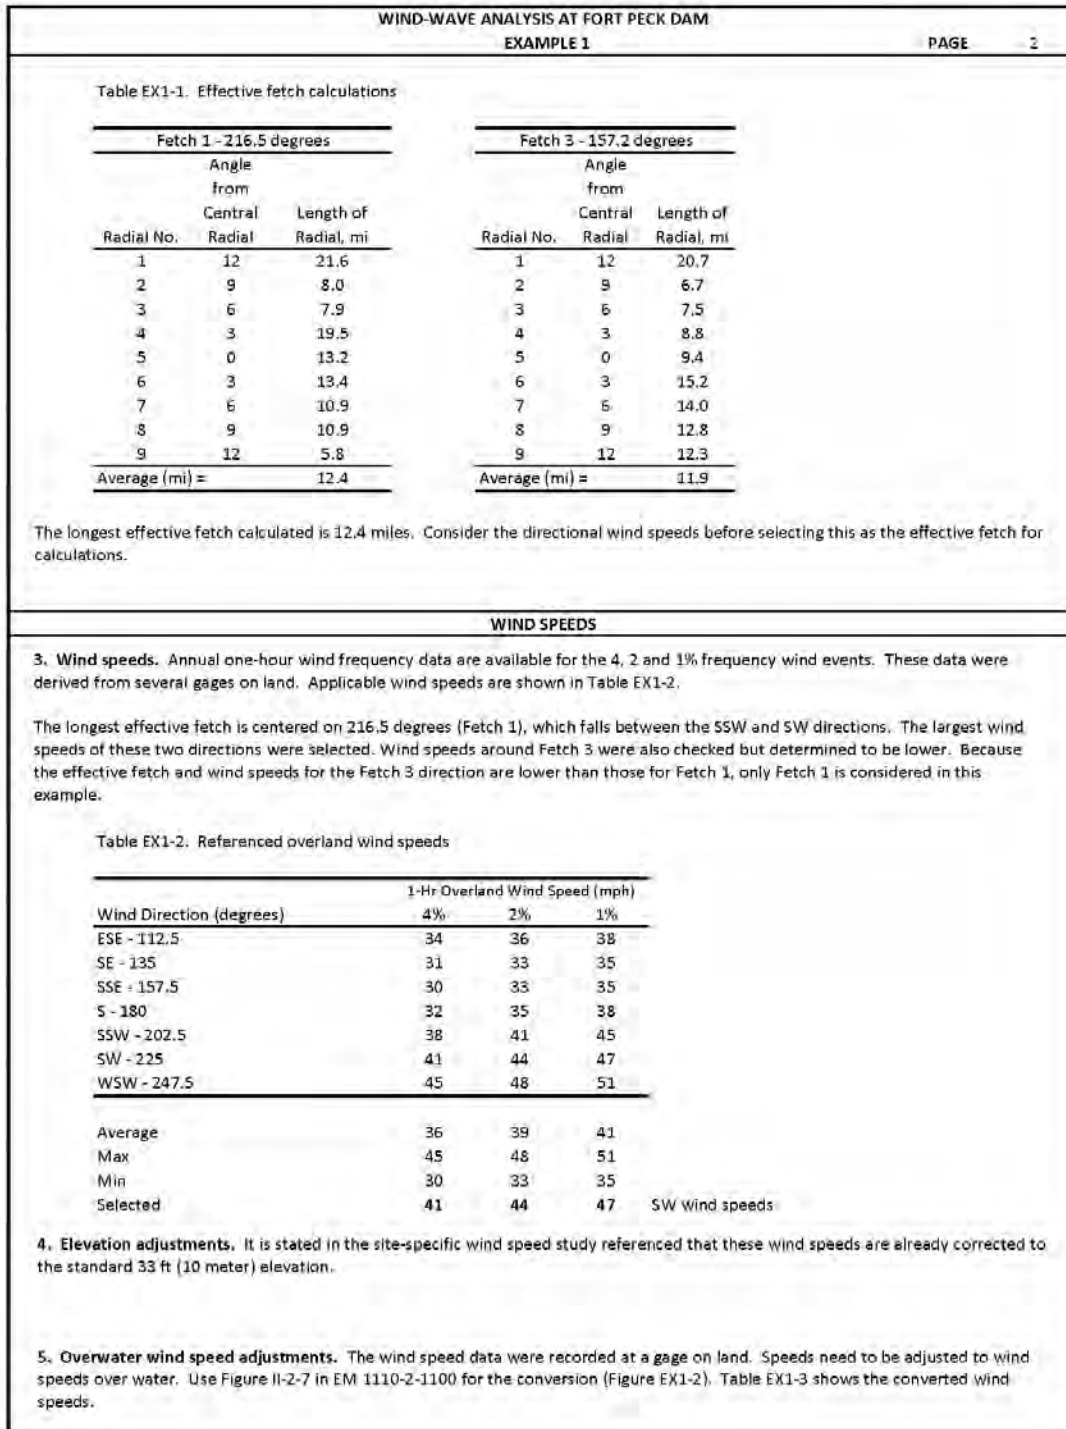 WIND-WAVE ANALYSIS AT FORT PECK DAM
EXAMPLE 1 PAGE 2
Table EX1-1. Effective fetch calculations
Fetch 1 - 216.5 degrees
Angle
from
Central Length of
Radial No. Radial Radial, mi
1 12 21.6
2 9 8.0
3 6 7.9
4 3 19.5
5 0 13.2
6 3 13.4
7 6 10.9
8 9 10.9
9 12 5.8
Average (mi) = 12.4
Fetch 3 - 157.2 degrees
Angle
from
Central Length of
Radial No. Radial Radial, mi
1 12 20.7
2 9 6.7
3 6 7.5
4 3 8.8
5 0 9.4
6 3 15.2
7 6 14.0
8 9 12.8
9 12 12.3
Average (mi) = 11.9
The longest effective fetch calculated is 12.4 miles. Consider the directional wind speeds before selecting this as the effective fetch for
calculations.
WIND SPEEDS
3. Wind speeds. Annual one-hour wind frequency data are available for the 4, 2 and 1% frequency wind events. These data were
derived from several gages on land. Applicable wind speeds are shown in Table EX1-2.
The longest effective fetch is centered on 216.5 degrees (Fetch 1), which falls between the SSW and SW directions. The largest wind
speeds of these two directions were selected. Wind speeds around Fetch 3 were also checked but determined to be lower. Because
the effective fetch and wind speeds for the Fetch 3 direction are lower than those for Fetch 1, only Fetch 1 is considered in this
example.
Table EX1-2. Referenced overland wind speeds
1-Hr Overland Wind Speed (mph)
Wind Direction (degrees) 4% 2% 1%
ESE - 112.5 34 36 38
SE - 135 31 33 35
SSE - 157.5 30 33 35
S - 180 32 35 38
SSW - 202.5 38 41 45
SW - 225 41 44 47
WSW - 247.5 45 48 51
Average 36 39 41
Max 45 48 51
Min 30 33 35
Selected 41 44 47 SW wind speeds
4. Elevation adjustments. It is stated in the site-specific wind speed study referenced that these wind speeds are already corrected to
the standard 33 ft (10 meter) elevation.
5. Overwater wind speed adjustments. The wind speed data were recorded at a gage on land. Speeds need to be adjusted to wind
speeds over water. Use Figure II-2-7 in EM 1110-2-1100 for the conversion (Figure EX1-2). Table EX1-3 shows the converted wind
speeds.